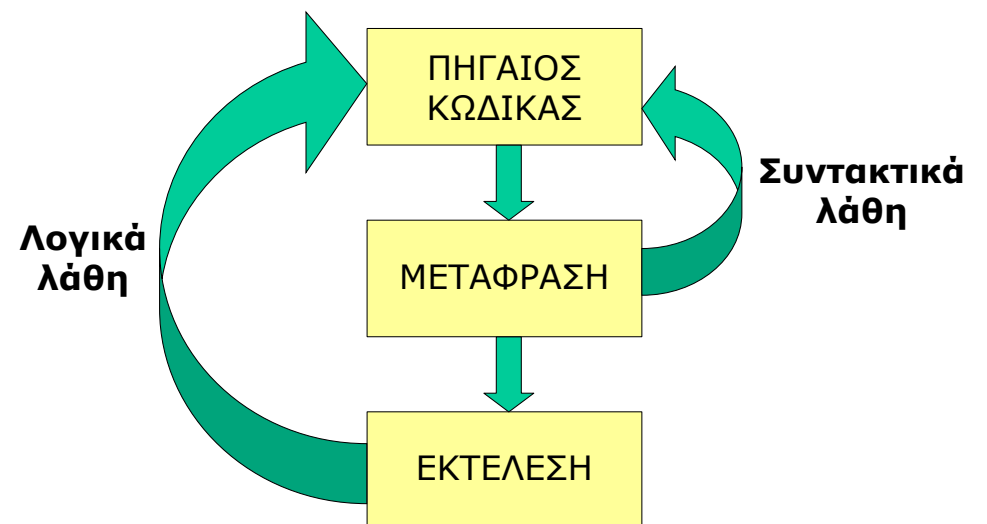 ΠΗΓΑΙΟΣ
ΚΩΔΙΚΑΣ
Συντακτικά
λάθη
Λογικά
λάθη
ΜΕΤΑΦΡΑΣΗ
ΕΚΤΕΛΕΣΗ